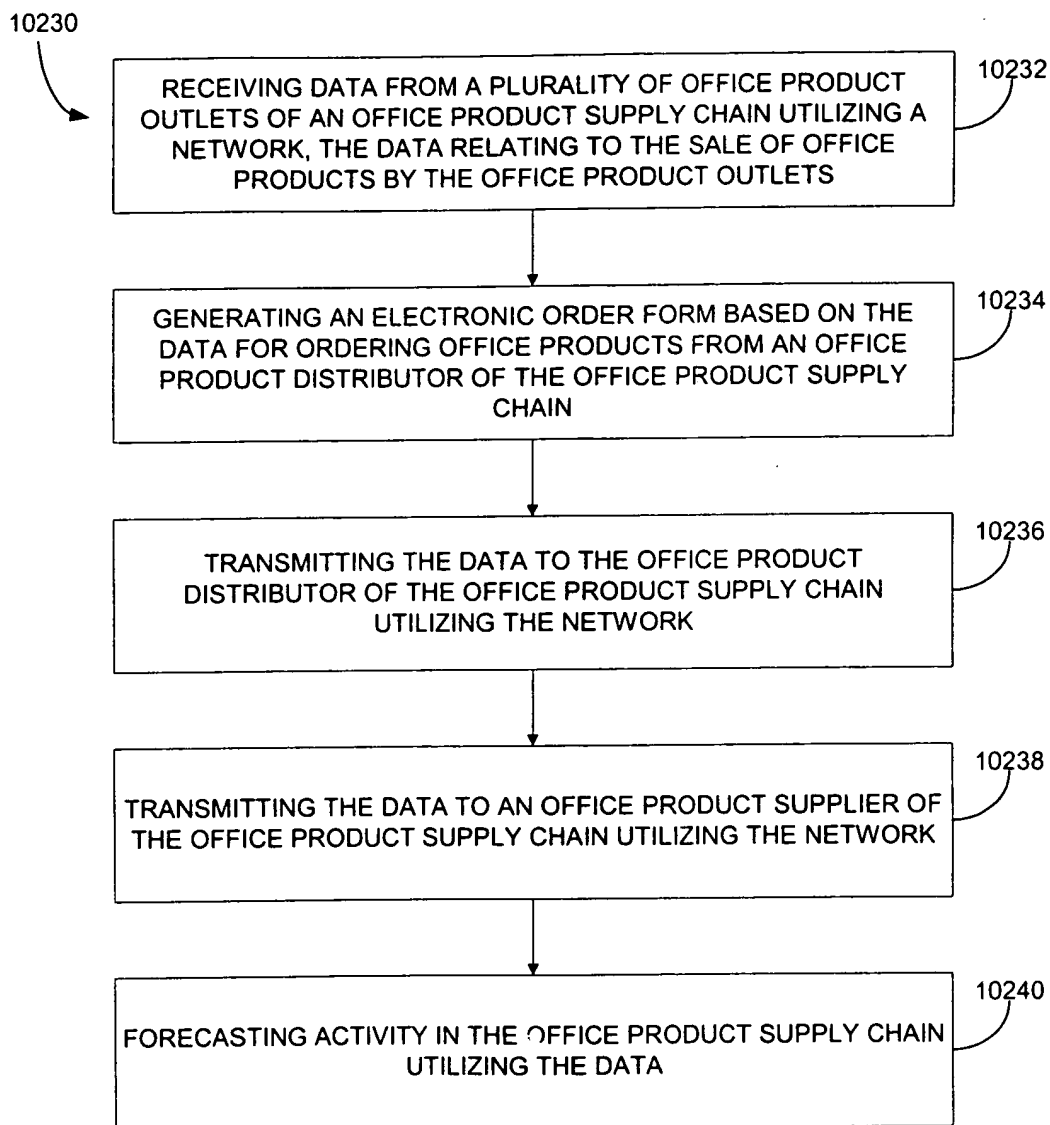 10230
RECEIVING DATA FROM A PLURALITY OF OFFICE PRODUCT
OUTLETS OF AN OFFICE PRODUCT SUPPLY CHAIN UTILIZING A
NETWORK, THE DATA RELATING TO THE SALE OF OFFICE
PRODUCTS BY THE OFFICE PRODUCT OUTLETS
10232
GENERATING AN ELECTRONIC ORDER FORM BASED ON THE
DATA FOR ORDERING OFFICE PRODUCTS FROM AN OFFICE
PRODUCT DISTRIBUTOR OF THE OFFICE PRODUCT SUPPLY
CHAIN
10234
TRANSMITTING THE DATA TO THE OFFICE PRODUCT
DISTRIBUTOR OF THE OFFICE PRODUCT SUPPLY CHAIN
UTILIZING THE NETWORK
10236
TRANSMITTING THE DATA TO AN OFFICE PRODUCT SUPPLIER OF
THE OFFICE PRODUCT SUPPLY CHAIN UTILIZING THE NETWORK
10238
FORECASTING ACTIVITY IN THE OFFICE PRODUCT SUPPLY CHAIN
UTILIZING THE DATA
10240